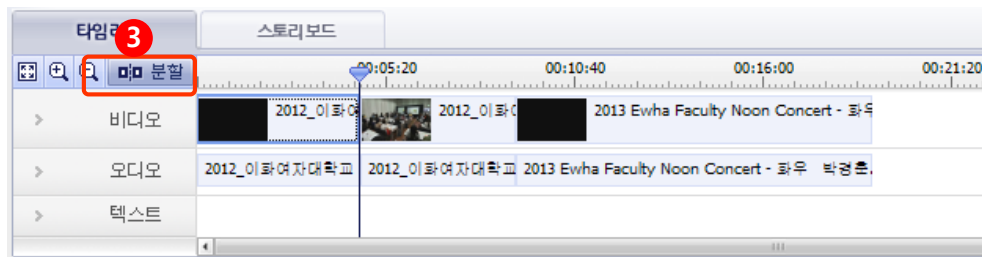 타임라 3 스토리보드
분할 00:05:20 00:10:40 00:16:00 00:21:20
비디오 2012_이화여 2012_이화여 2013 Ewha Faculty Noon Concert - 화우
오디오 2012_이화여자대학교 2012_이화여자대학교 2013 Ewha Faculty Noon Concert - 화우 박경훈.
텍스트